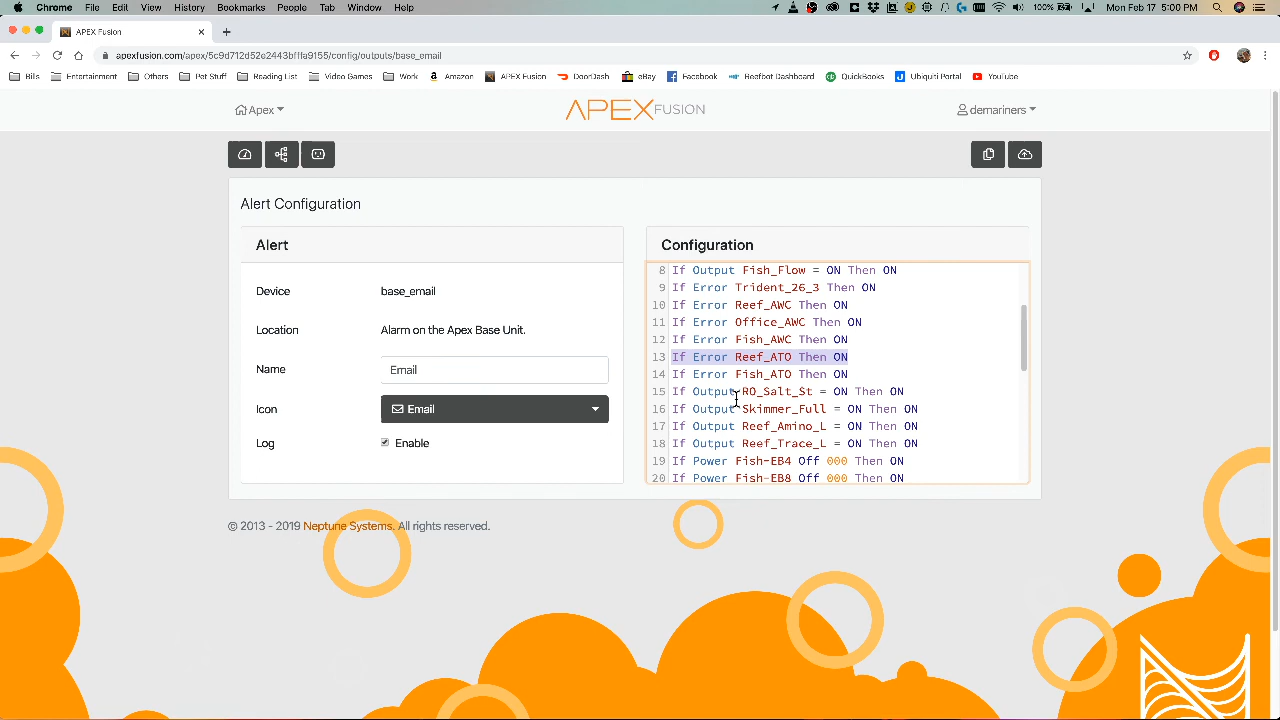 Chrome File Edit View History Bookmarks People Tab Window Help 100% Mon Feb 17 5:00 PM
APEX Fusion
apexfusion.com/apex/5c9d712d52e2443bfffa9155/config/outputs/base_email
Bills Entertainment Others Pet Stuff Reading List Video Games Work Amazon APEX Fusion DoorDash eBay Facebook Reefbot Dashboard QuickBooks Ubiquiti Portal YouTube
Apex
APEX FUSION
demariners
Alert Configuration
Alert
Device base_email
Location Alarm on the Apex Base Unit.
Name Email
Icon Email
Log Enable
Configuration
8 If Output Fish_Flow = ON Then ON
9 If Error Trident_26_3 Then ON
10 If Error Reef_AWC Then ON
11 If Error Office_AWC Then ON
12 If Error Fish_AWC Then ON
13 If Error Reef_ATO Then ON
14 If Error Fish_ATO Then ON
15 If Output RO_Salt_St = ON Then ON
16 If Output Skimmer_Full = ON Then ON
17 If Output Reef_Amino_L = ON Then ON
18 If Output Reef_Trace_L = ON Then ON
19 If Power Fish-EB4 Off 000 Then ON
20 If Power Fish-EB8 Off 000 Then ON
© 2013 - 2019 Neptune Systems. All rights reserved.